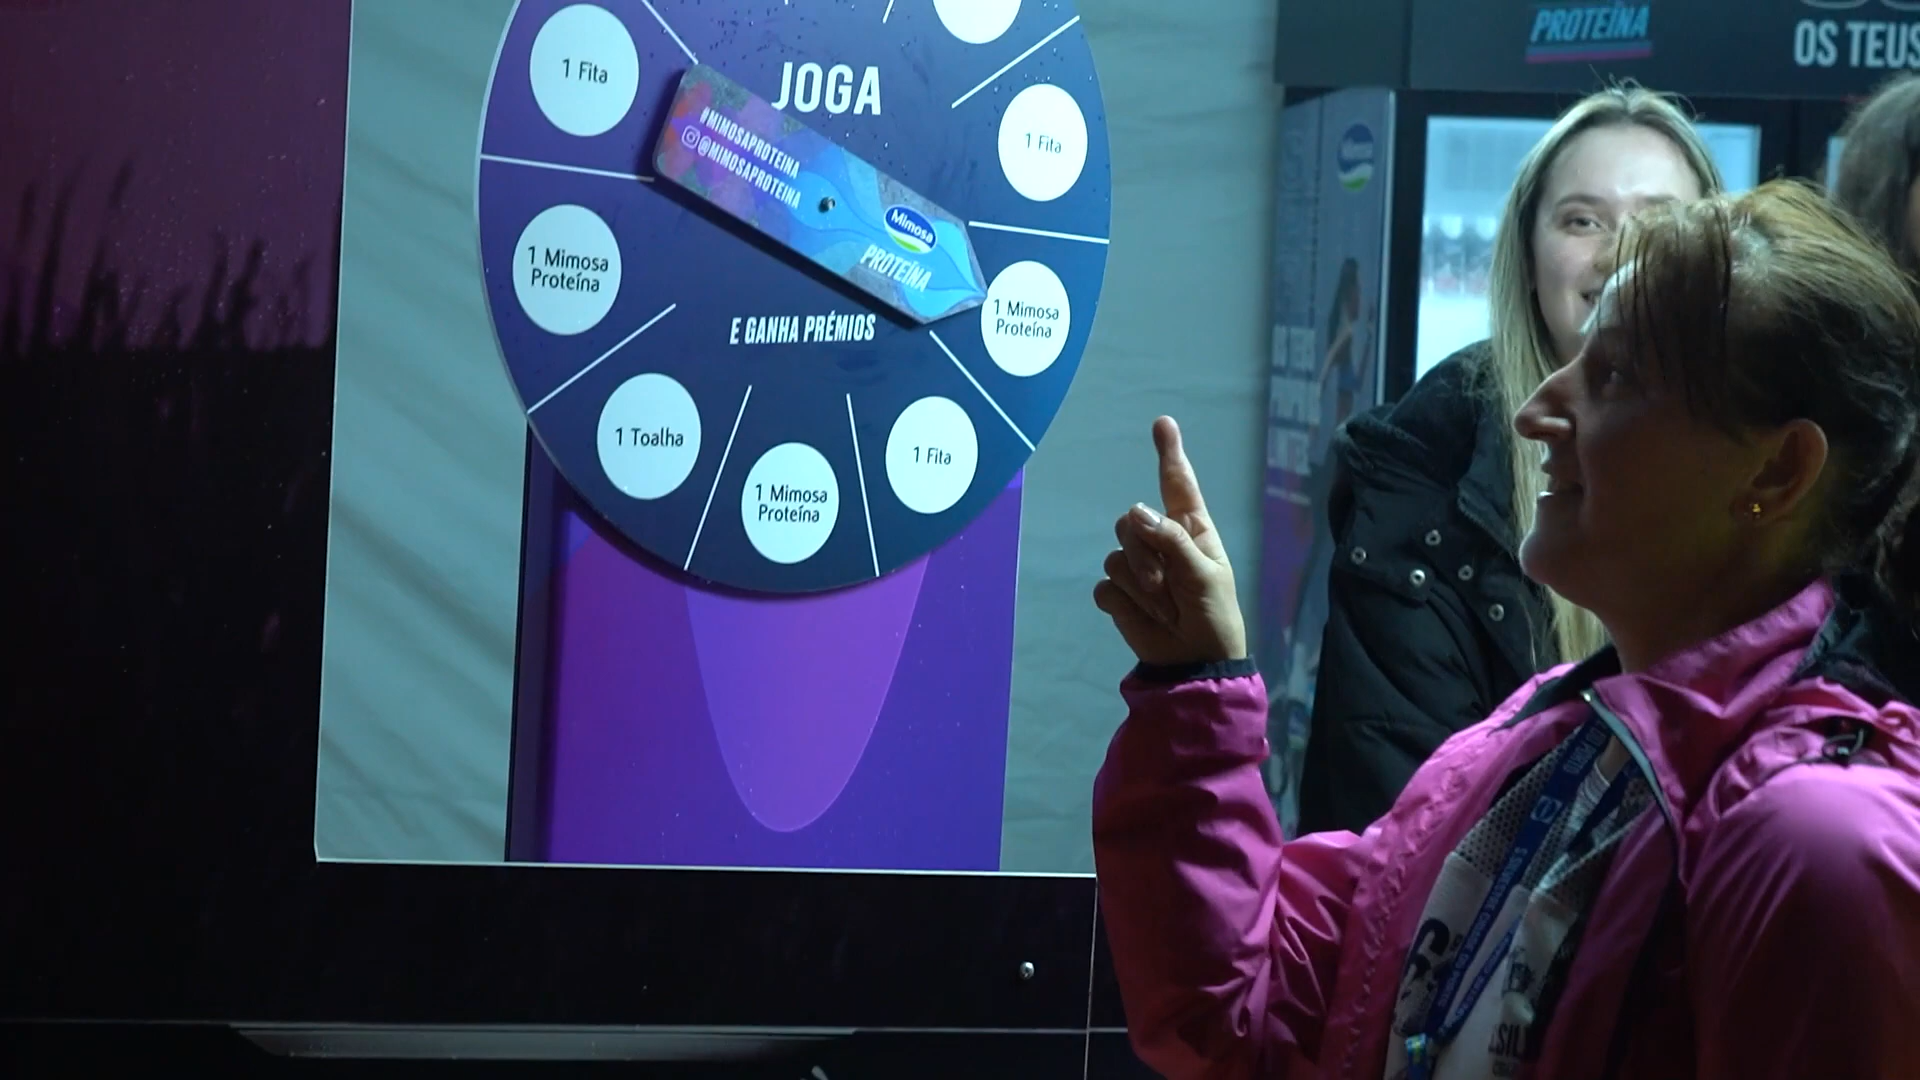 PROTEÍNA
OS TEUS
JOGA
1 Fita
#MIMOSAPROTEINA
@MIMOSAPROTEINA
1 Fita
Mimosa
PROTEÍNA
1 Mimosa
Proteína
1 Mimosa
Proteína
E GANHA PRÉMIOS
1 Toalha
1 Fita
1 Mimosa
Proteína
Mimosa